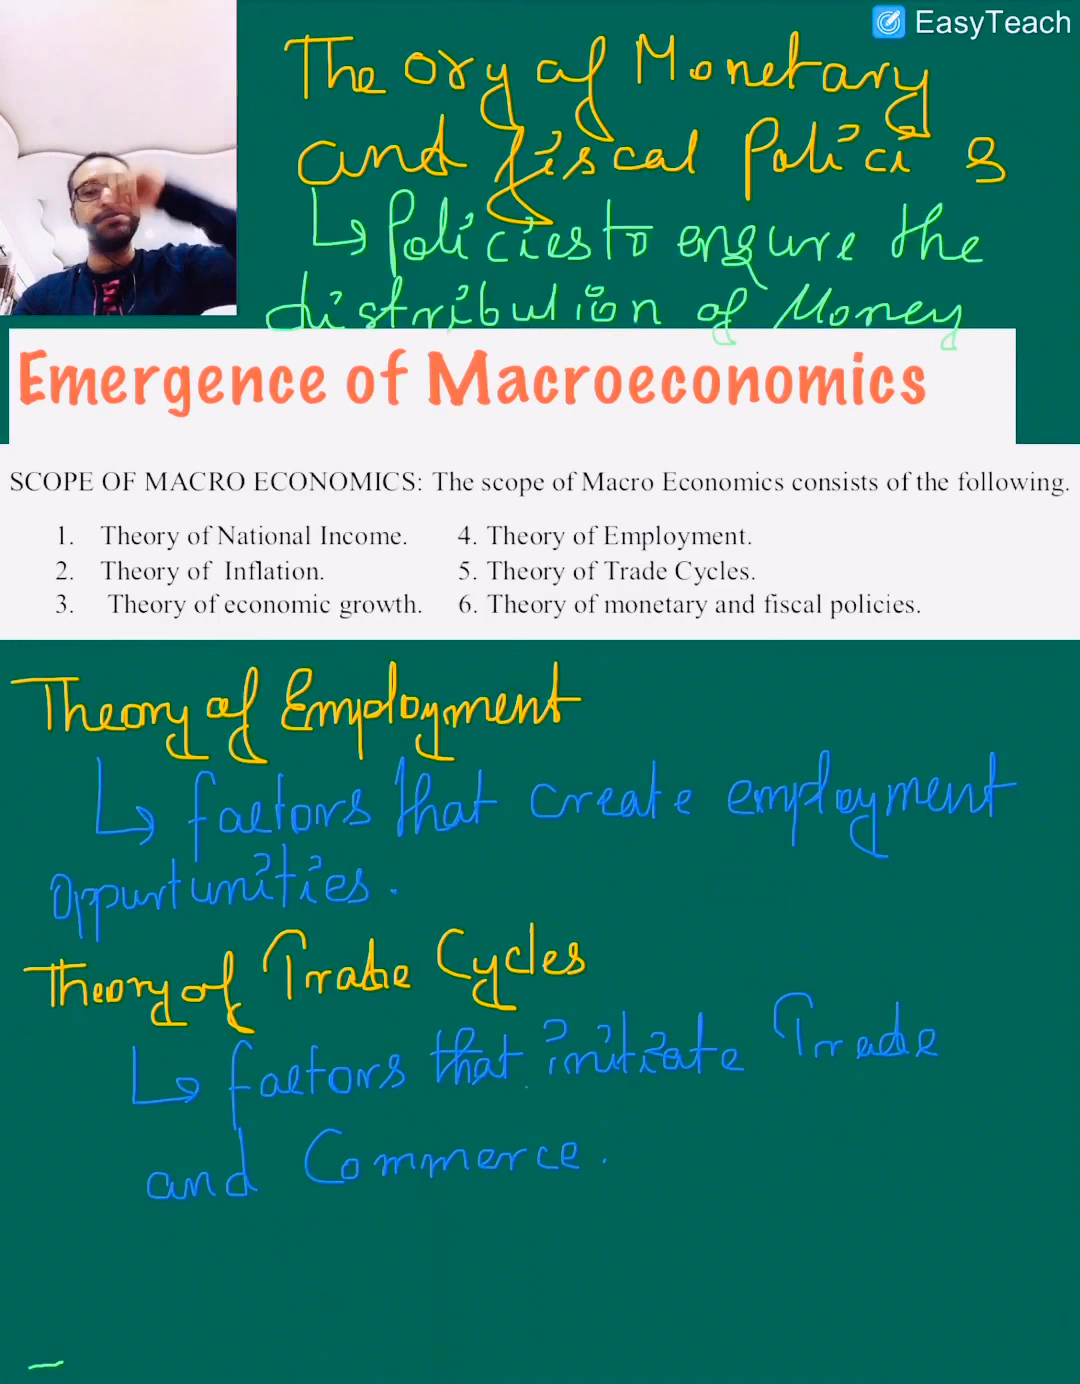 EasyTeach
Theory of Monetary
and fiscal Policies
Policies to ensure the
distribution of Money
Emergence of Macroeconomics
SCOPE OF MACRO ECONOMICS: The scope of Macro Economics consists of the following.
1. Theory of National Income.
2. Theory of Inflation.
3. Theory of economic growth.
4. Theory of Employment.
5. Theory of Trade Cycles.
6. Theory of monetary and fiscal policies.
Theory of Employment
factors that create employment
oppurtunities.
Theory of Trade Cycles
factors that initiate Trade
and Commerce.